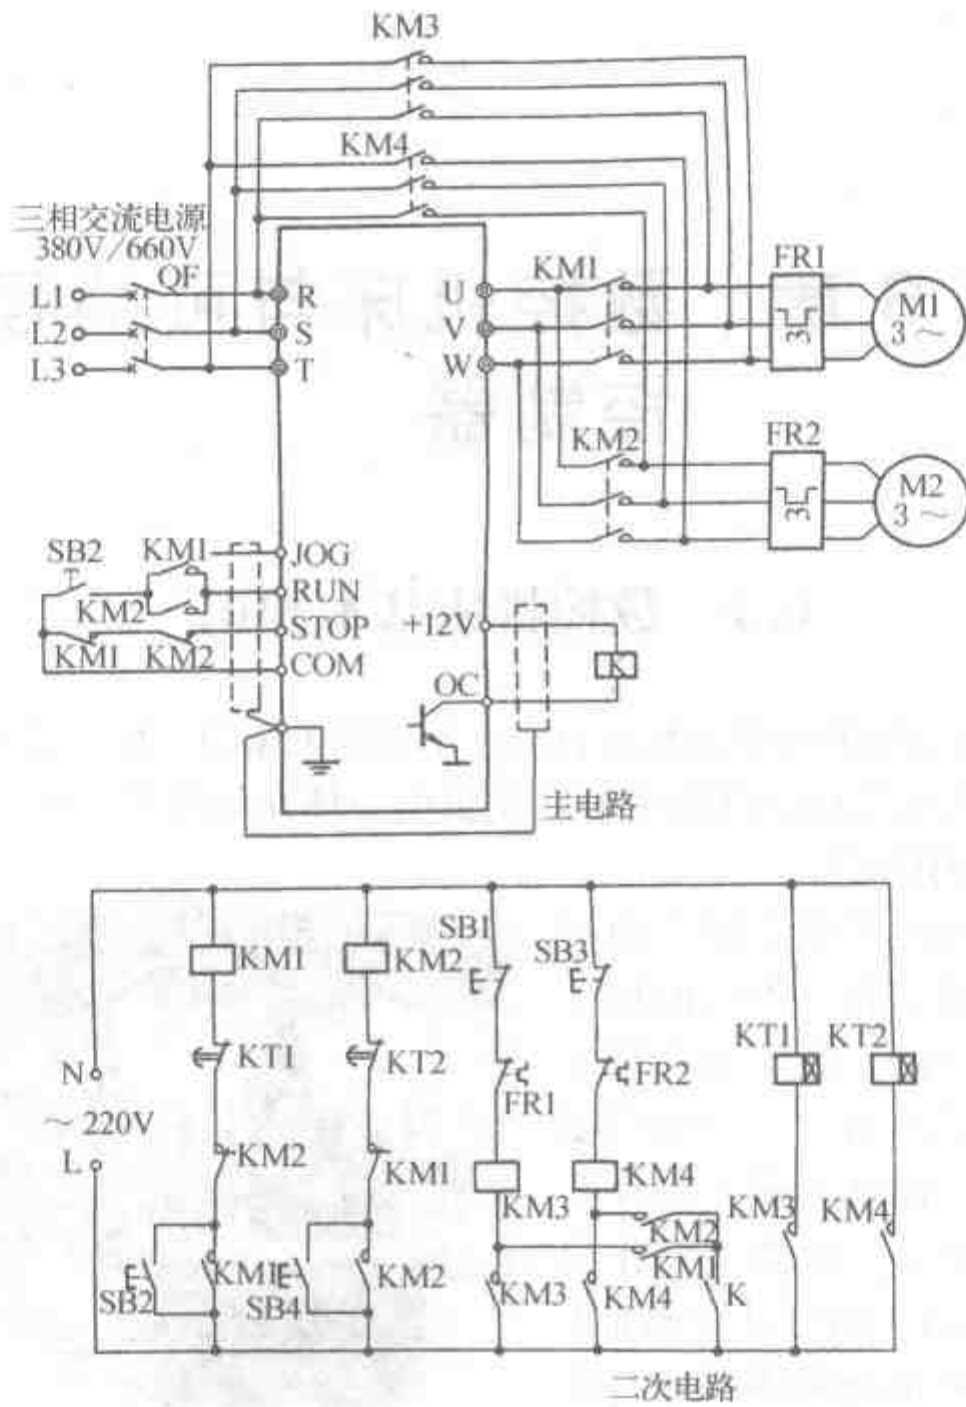 KM3
KM4
三相交流电源
380V/660V
QF
L1
L2
L3
R
S
T
U
V
W
KM1
KM2
FR1
M1
3～
FR2
M2
3～
SB2
KM1
KM2
KM1
KM2
JOG
RUN
STOP
COM
+12V
OC
K
主电路
N
～220V
L
KM1
KM2
SB1
SB3
KT1
KT2
FR1
FR2
KT1
KT2
KM2
KM1
KM3
KM4
KM2
KM1
KM3
KM4
SB2
KM1
SB4
KM2
KM3
KM4
K
二次电路